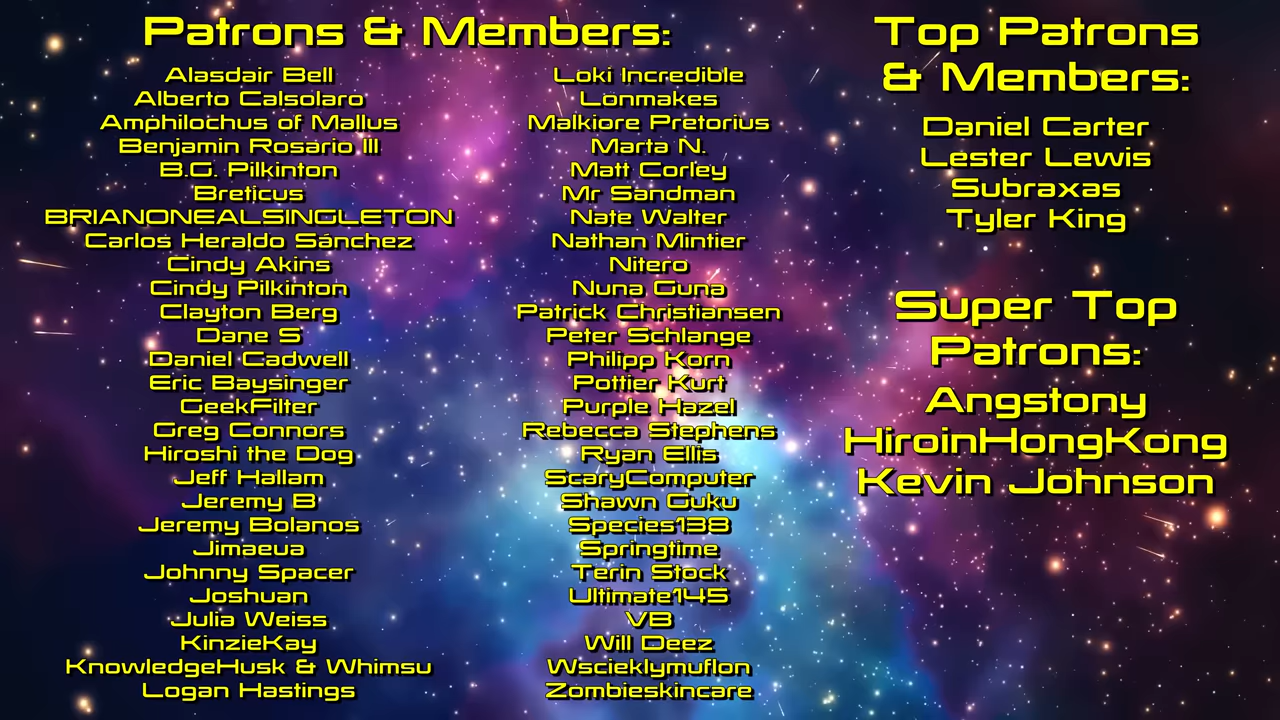 Patrons & Members:
Alasdair Bell
Alberto Calsolaro
Amphilochus of Mallus
Benjamin Rosario III
B.G. Pilkinton
Breticus
BRIANONEALSINGLETON
Carlos Heraldo Sánchez
Cindy Akins
Cindy Pilkinton
Clayton Berg
Dane S
Daniel Cadwell
Eric Baysinger
GeekFilter
Greg Connors
Hiroshi the Dog
Jeff Hallam
Jeremy B
Jeremy Bolanos
Jimaeua
Johnny Spacer
Joshuan
Julia Weiss
KinzieKay
KnowledgeHusk & Whimsu
Logan Hastings
Loki Incredible
Lonmakes
Malkiore Pretorius
Marta N.
Matt Corley
Mr Sandman
Nate Walter
Nathan Mintier
Nitero
Nuna Guna
Patrick Christiansen
Peter Schlange
Philipp Korn
Pottier Kurt
Purple Hazel
Rebecca Stephens
Ryan Ellis
ScaryComputer
Shawn Guku
Species138
Springtime
Terin Stock
Ultimate145
VB
Will Deez
Wscieklymuflon
Zombieskincare
Top Patrons
& Members:
Daniel Carter
Lester Lewis
Subraxas
Tyler King
Super Top
Patrons:
Angstony
HiroinHongKong
Kevin Johnson